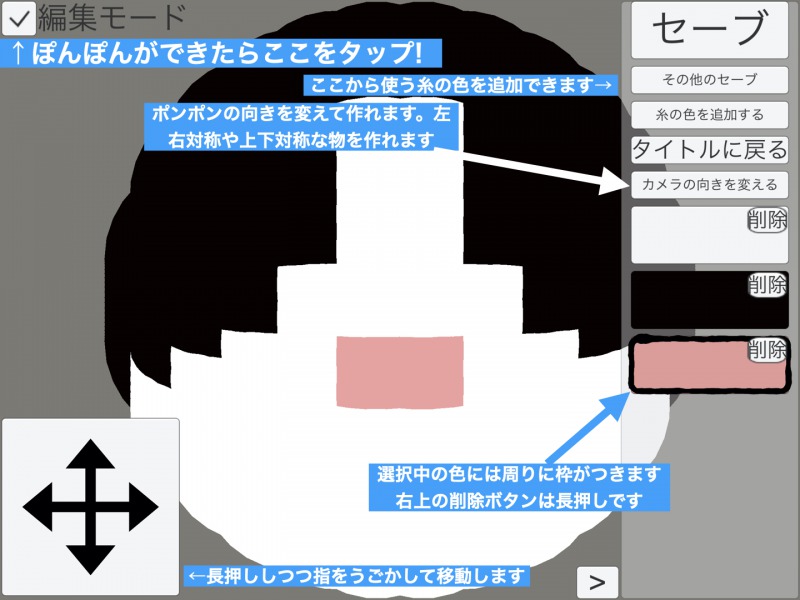 編集モード
↑ぽんぽんができたらここをタップ!
ここから使う糸の色を追加できます→
ポンポンの向きを変えて作れます。左
右対称や上下対称な物を作れます
セーブ
その他のセーブ
糸の色を追加する
タイトルに戻る
カメラの向きを変える
削除
削除
削除
選択中の色には周りに枠がつきます
右上の削除ボタンは長押しです
←長押ししつつ指をうごかして移動します
>